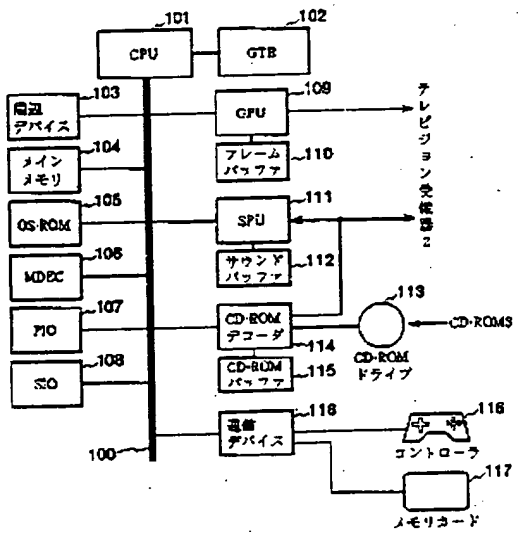 101
102
CPU
GTE
103
周辺
デバイス
109
GPU
104
メイン
メモリ
フレーム
バッファ
110
テレビジョン受像器2
105
OS・ROM
111
SPU
106
MDEC
サウンド
バッファ
112
107
PIO
CD・ROM
デコーダ
114
113
CD・ROM3
CD・ROM
ドライブ
108
SIO
CD・ROM
バッファ
115
通信
デバイス
118
116
コントローラ
100
117
メモリカード